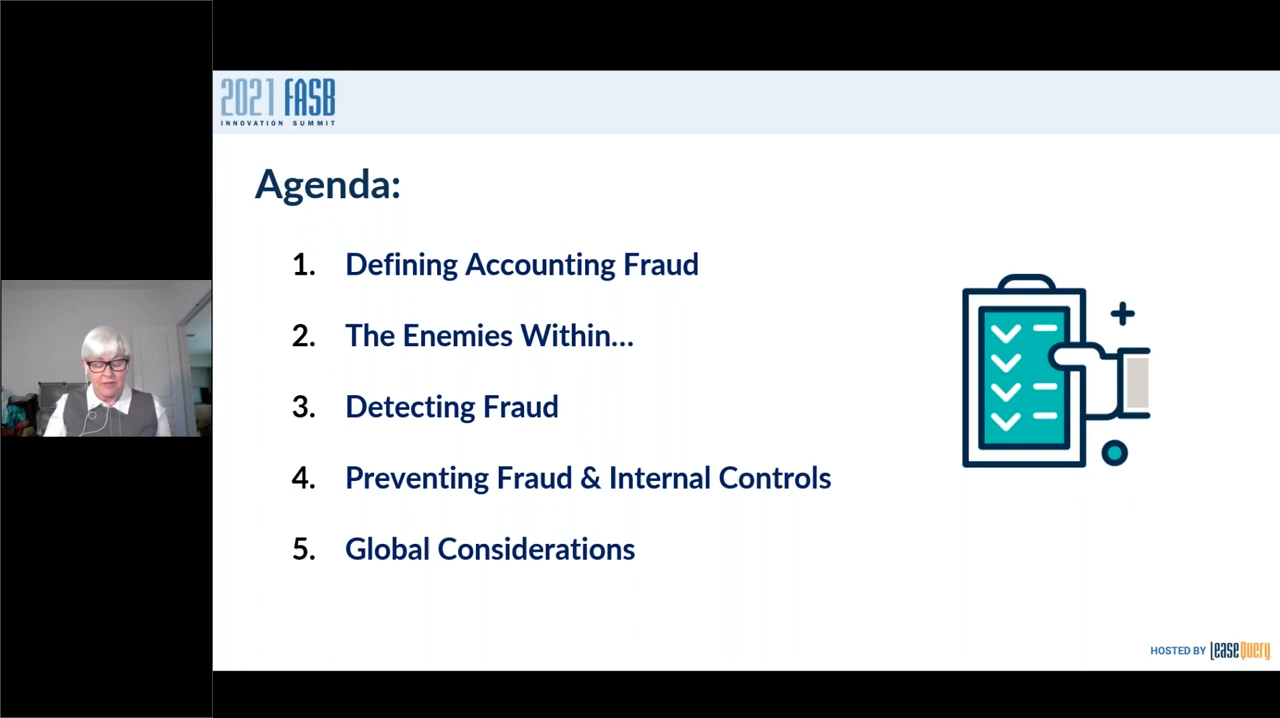 2021 FASB
INNOVATION SUMMIT
Agenda:
1. Defining Accounting Fraud
2. The Enemies Within...
3. Detecting Fraud
4. Preventing Fraud & Internal Controls
5. Global Considerations
HOSTED BY LEASEQUERY